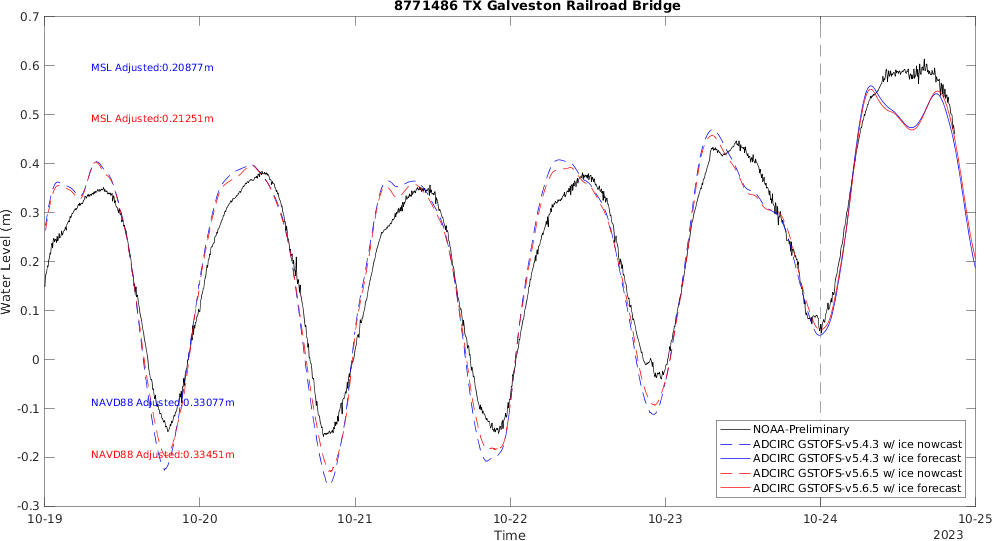 8771486 TX Galveston Railroad Bridge
0.7
0.6
0.5
0.4
0.3
0.2
0.1
0
-0.1
-0.2
-0.3
Water Level (m)
MSL Adjusted:0.20877m
MSL Adjusted:0.21251m
NAVD88 Adjusted:0.33077m
NAVD88 Adjusted:0.33451m
NOAA-Preliminary
ADCIRC GSTOFS-v5.4.3 w/ ice nowcast
ADCIRC GSTOFS-v5.4.3 w/ ice forecast
ADCIRC GSTOFS-v5.6.5 w/ ice nowcast
ADCIRC GSTOFS-v5.6.5 w/ ice forecast
10-19 10-20 10-21 10-22 10-23 10-24 10-25
Time
2023